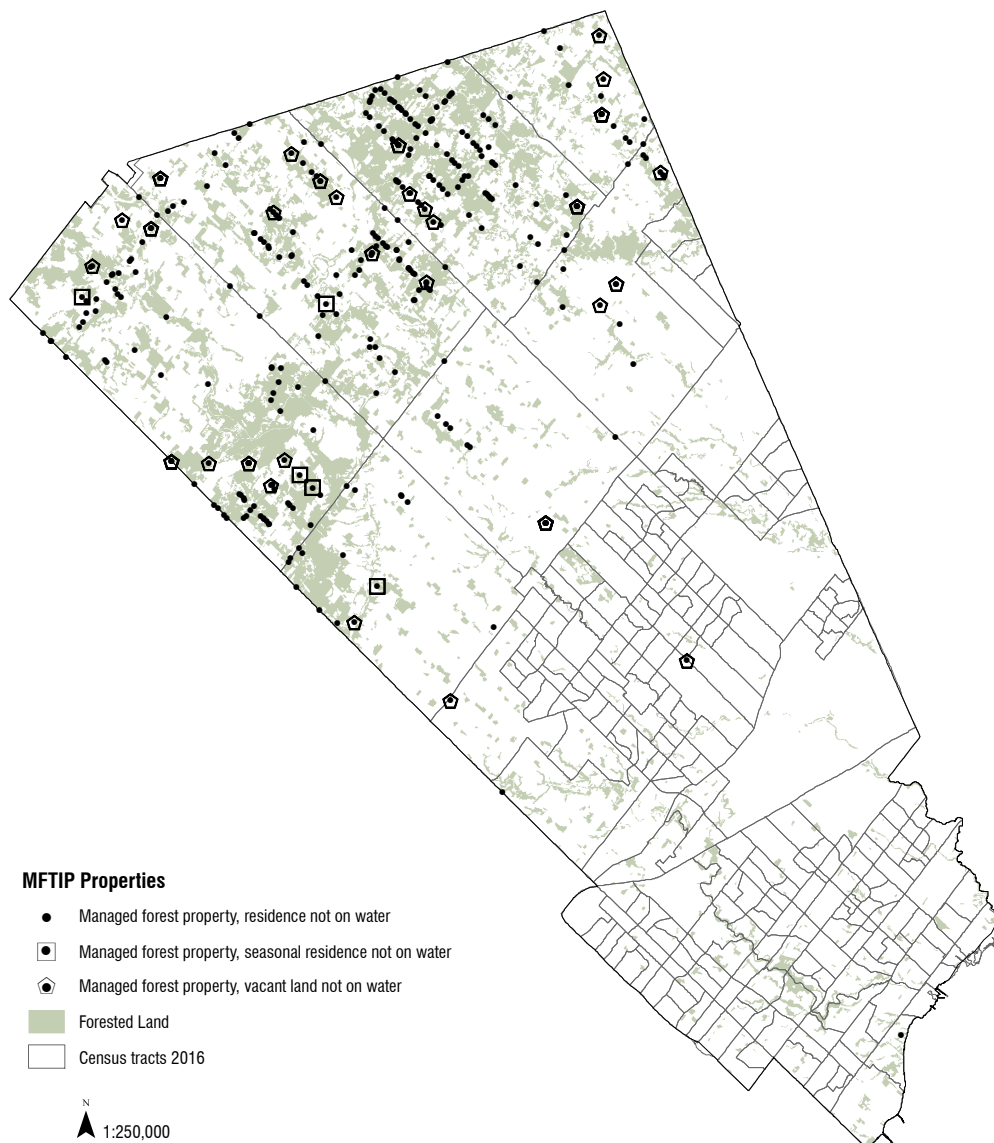 MFTIP Properties
Managed forest property, residence not on water
Managed forest property, seasonal residence not on water
Managed forest property, vacant land not on water
Forested Land
Census tracts 2016
N
1:250,000